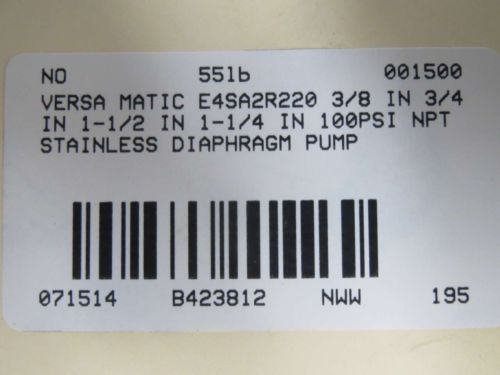 NO 55lb 001500
VERSA MATIC E4SA2R220 3/8 IN 3/4
IN 1-1/2 IN 1-1/4 IN 100PSI NPT
STAINLESS DIAPHRAGM PUMP
071514 B423812 NWW 195